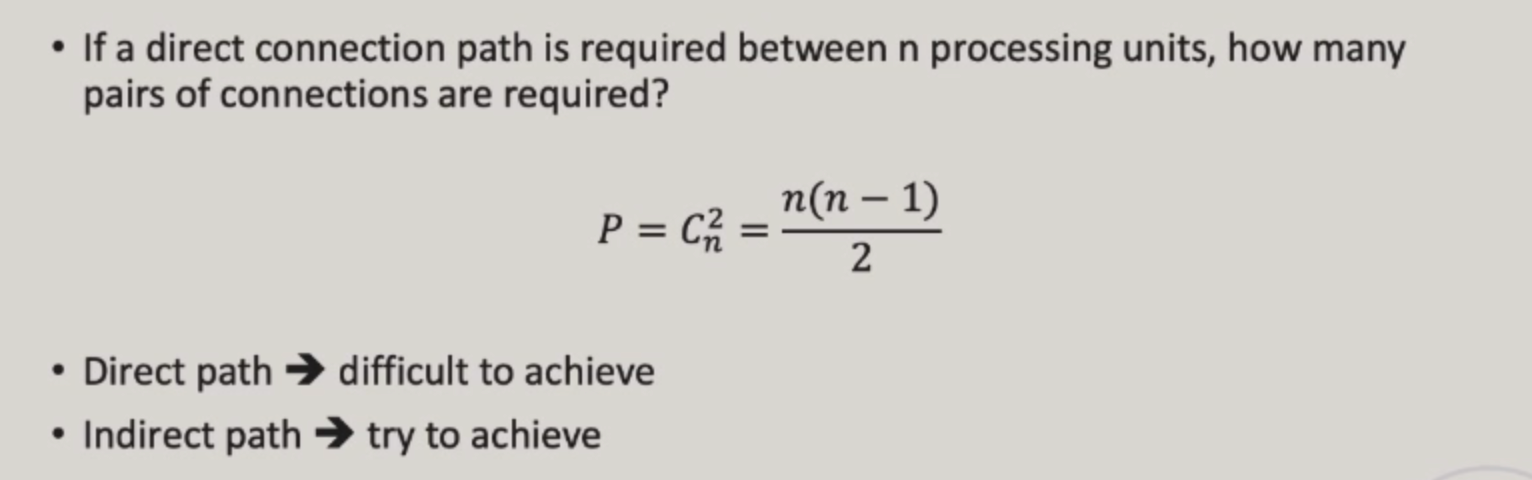 • If a direct connection path is required between n processing units, how many
pairs of connections are required?
P = C_n^2 = \frac{n(n − 1)}{2}
• Direct path ➔ difficult to achieve
• Indirect path ➔ try to achieve